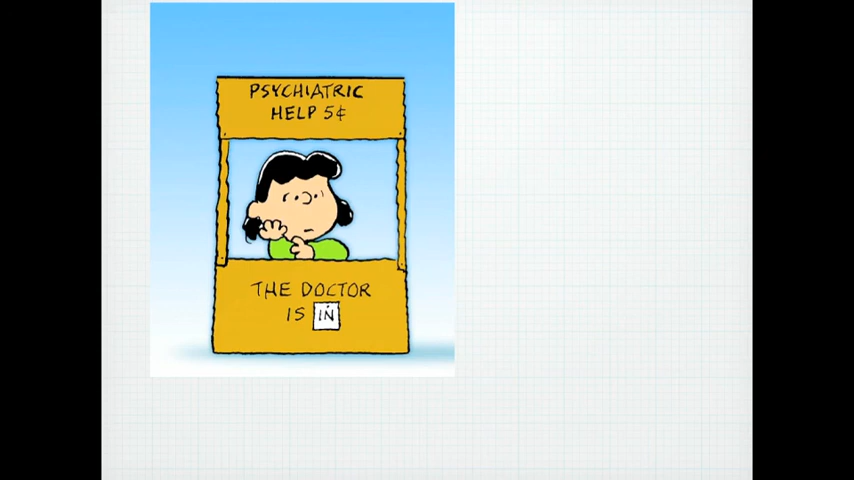 PSYCHIATRIC
HELP 5¢
THE DOCTOR
IS IN